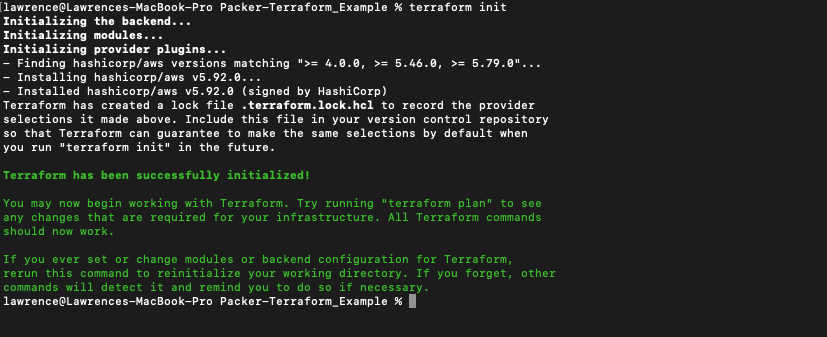 [lawrence@Lawrences-MacBook-Pro Packer-Terraform_Example % terraform init
Initializing the backend...
Initializing modules...
Initializing provider plugins...
- Finding hashicorp/aws versions matching ">= 4.0.0, >= 5.46.0, >= 5.79.0"...
- Installing hashicorp/aws v5.92.0...
- Installed hashicorp/aws v5.92.0 (signed by HashiCorp)
Terraform has created a lock file .terraform.lock.hcl to record the provider
selections it made above. Include this file in your version control repository
so that Terraform can guarantee to make the same selections by default when
you run "terraform init" in the future.
Terraform has been successfully initialized!
You may now begin working with Terraform. Try running "terraform plan" to see
any changes that are required for your infrastructure. All Terraform commands
should now work.
If you ever set or change modules or backend configuration for Terraform,
rerun this command to reinitialize your working directory. If you forget, other
commands will detect it and remind you to do so if necessary.
lawrence@Lawrences-MacBook-Pro Packer-Terraform_Example %